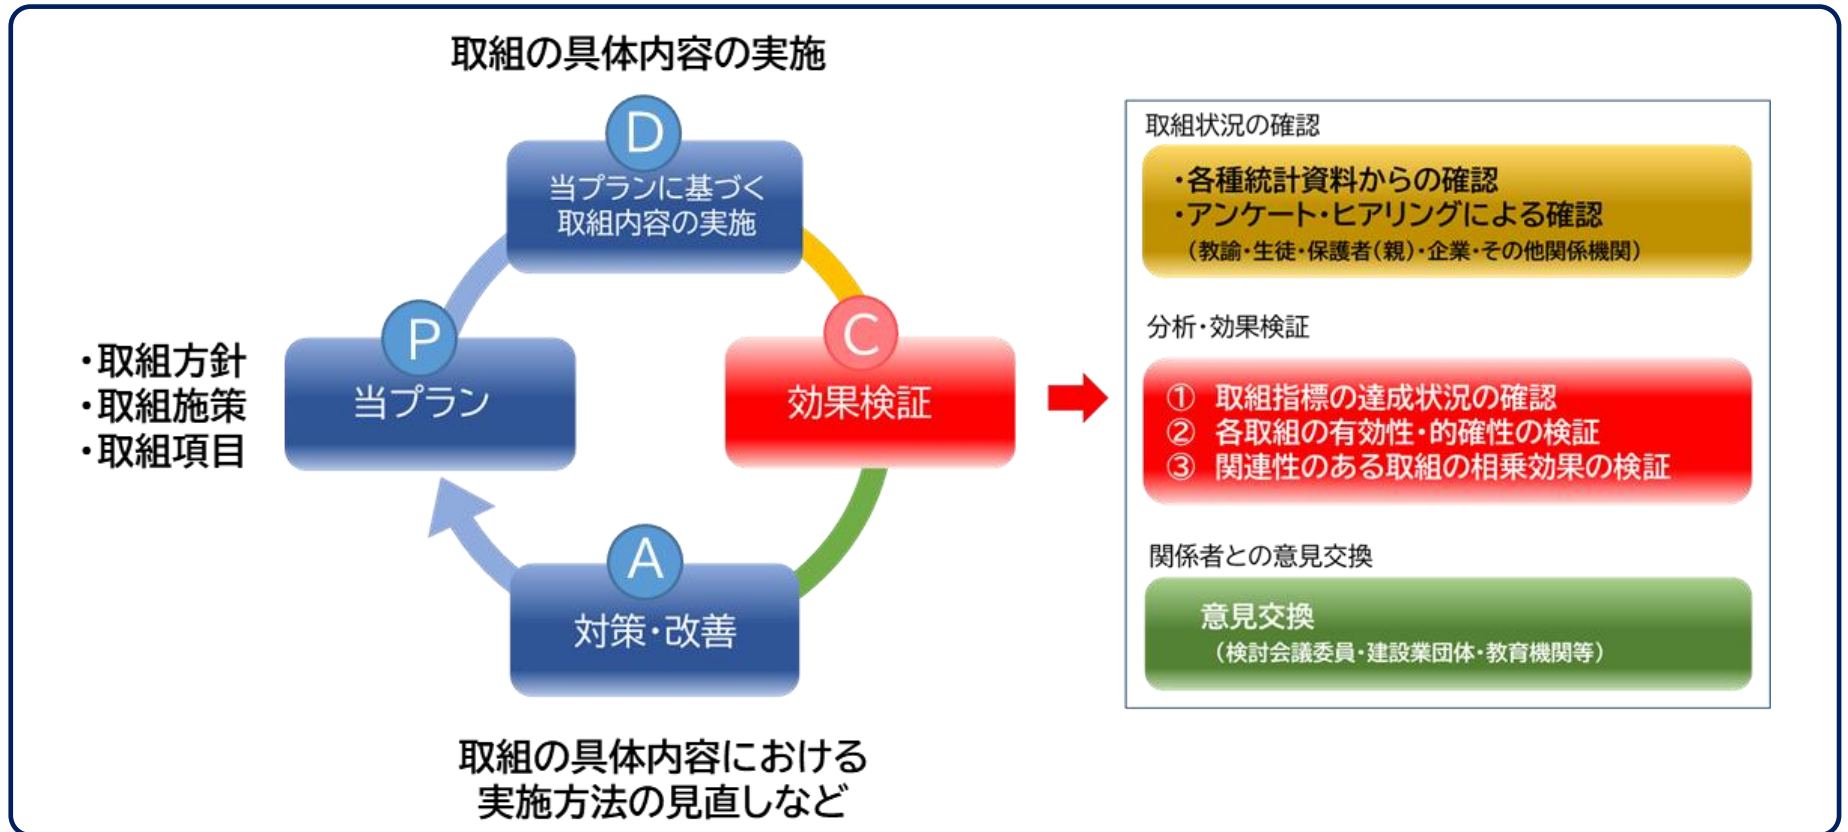 取組の具体内容の実施
D
当プランに基づく
取組内容の実施
P
当プラン
・取組方針
・取組施策
・取組項目
C
効果検証
A
対策・改善
取組の具体内容における
実施方法の見直しなど
取組状況の確認
・各種統計資料からの確認
・アンケート・ヒアリングによる確認
（教諭・生徒・保護者（親）・企業・その他関係機関）
分析・効果検証
① 取組指標の達成状況の確認
② 各取組の有効性・的確性の検証
③ 関連性のある取組の相乗効果の検証
関係者との意見交換
意見交換
（検討会議委員・建設業団体・教育機関等）